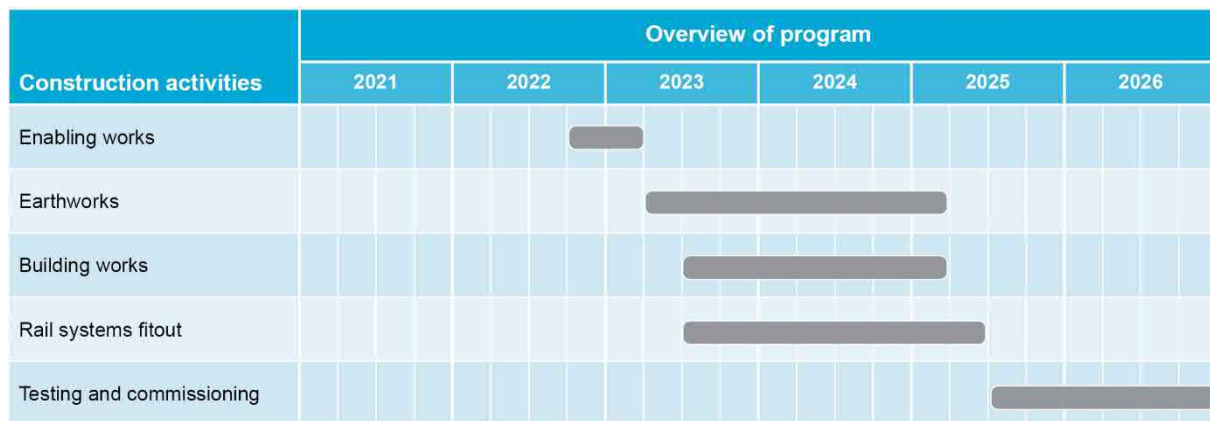 Overview of program
Construction activities
2021 2022 2023 2024 2025 2026
Enabling works
Earthworks
Building works
Rail systems fitout
Testing and commissioning